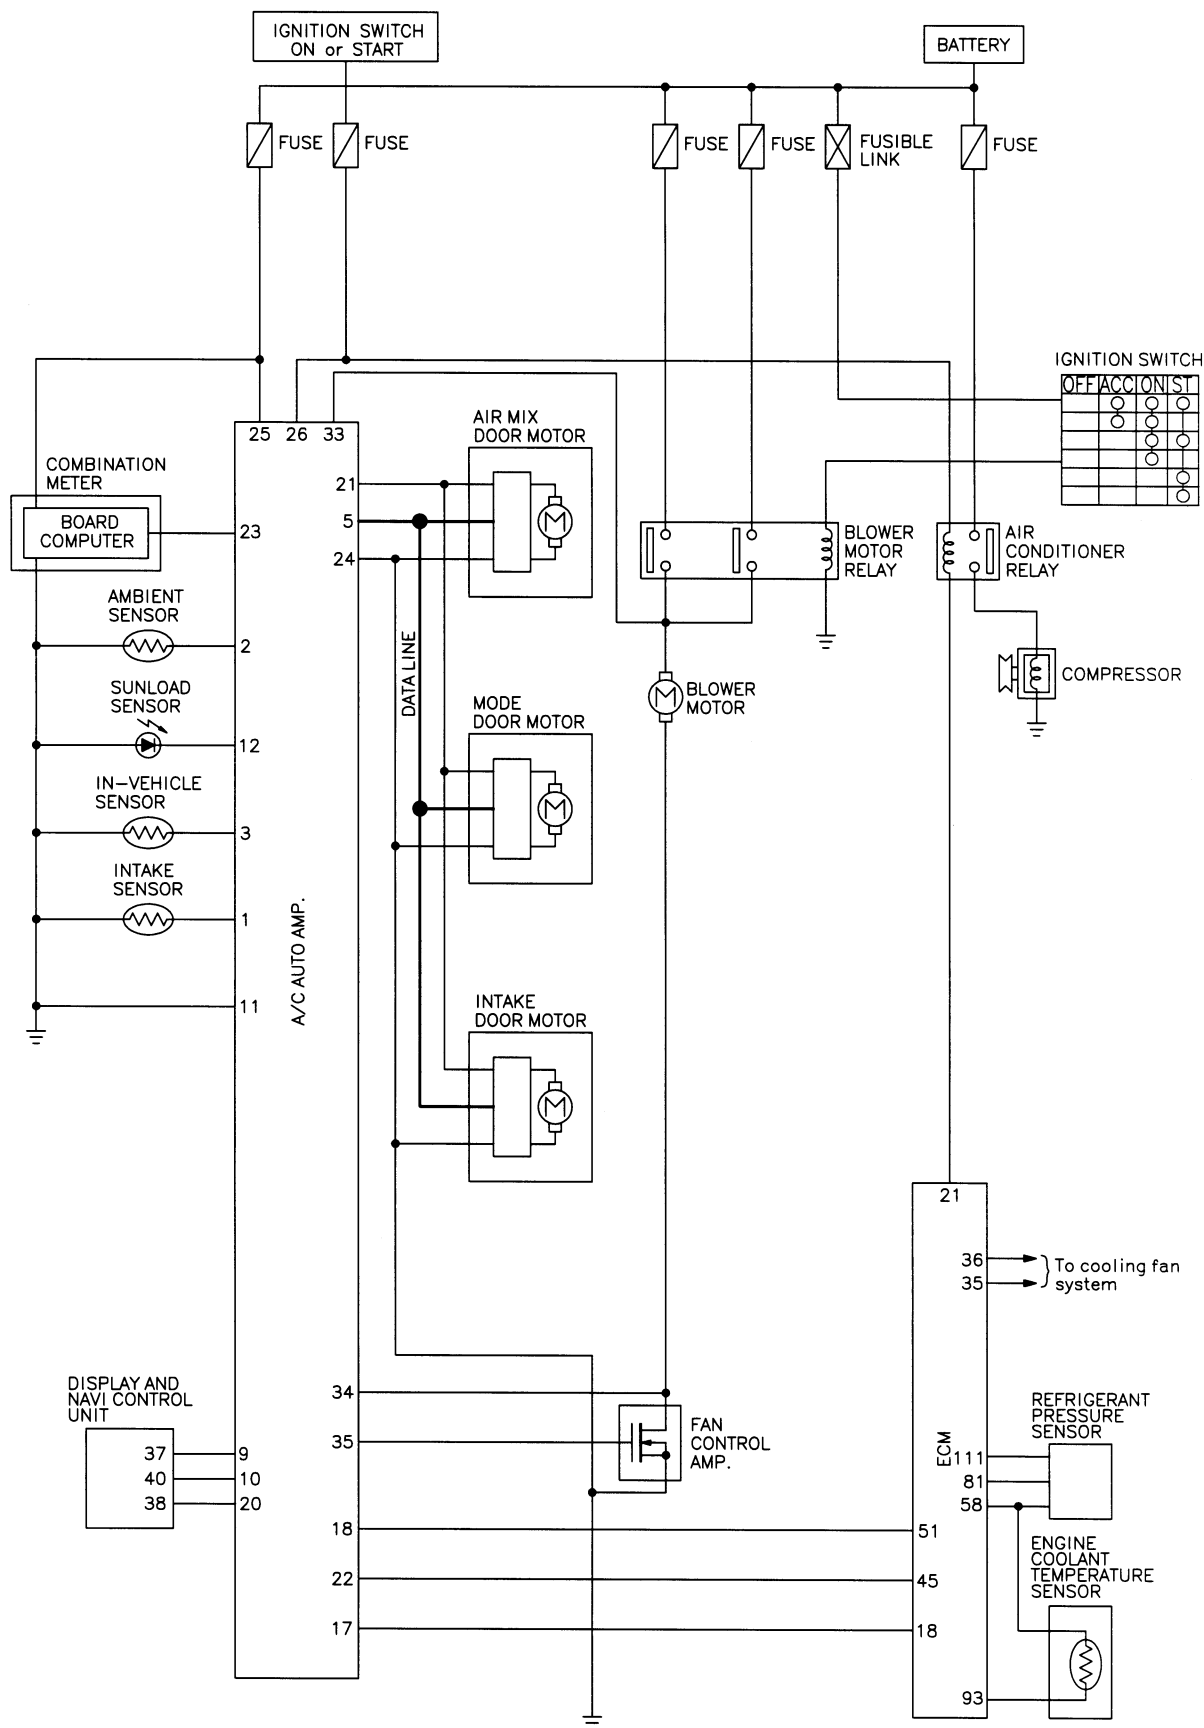 IGNITION SWITCH
ON or START
BATTERY
FUSE
FUSE
FUSE
FUSE
FUSIBLE
LINK
FUSE
IGNITION SWITCH
OFF ACC ON ST
25 26 33
AIR MIX
DOOR MOTOR
COMBINATION
METER
BOARD
COMPUTER
23
21
5
24
M
BLOWER
MOTOR
RELAY
AIR
CONDITIONER
RELAY
AMBIENT
SENSOR
2
DATA LINE
SUNLOAD
SENSOR
12
MODE
DOOR MOTOR
M
M
BLOWER
MOTOR
COMPRESSOR
IN-VEHICLE
SENSOR
3
INTAKE
SENSOR
1
11
A/C AUTO AMP.
INTAKE
DOOR MOTOR
M
21
36
35
To cooling fan
system
DISPLAY AND
NAVI CONTROL
UNIT
37
40
38
9
10
20
34
35
FAN
CONTROL
AMP.
ECM
111
81
58
REFRIGERANT
PRESSURE
SENSOR
18
22
17
51
45
18
93
ENGINE
COOLANT
TEMPERATURE
SENSOR